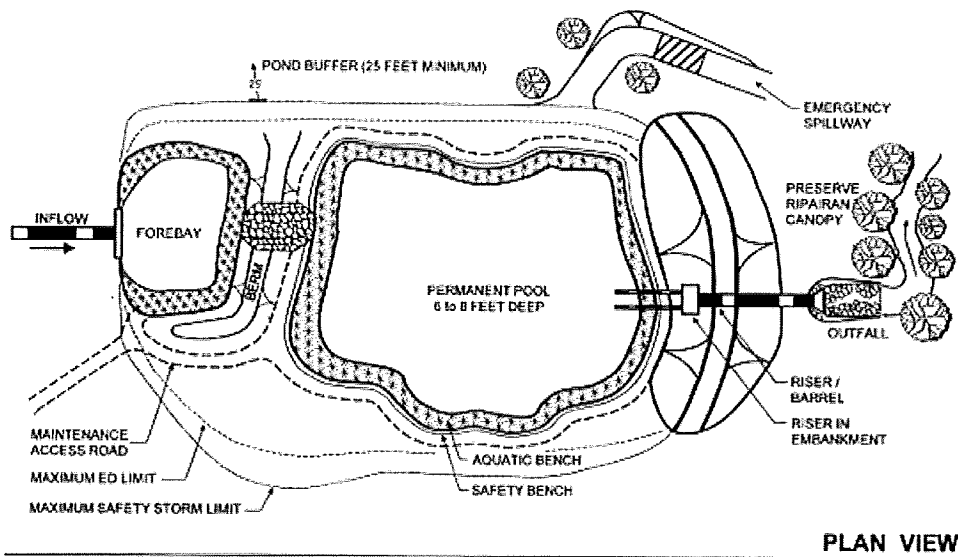 POND BUFFER (25 FEET MINIMUM)
25'
EMERGENCY
SPILLWAY
PRESERVE
RIPAIRAN
CANOPY
INFLOW
FOREBAY
BERM
PERMANENT POOL
6 to 8 FEET DEEP
OUTFALL
RISER /
BARREL
RISER IN
EMBANKMENT
MAINTENANCE
ACCESS ROAD
AQUATIC BENCH
MAXIMUM ED LIMIT
SAFETY BENCH
MAXIMUM SAFETY STORM LIMIT
PLAN VIEW